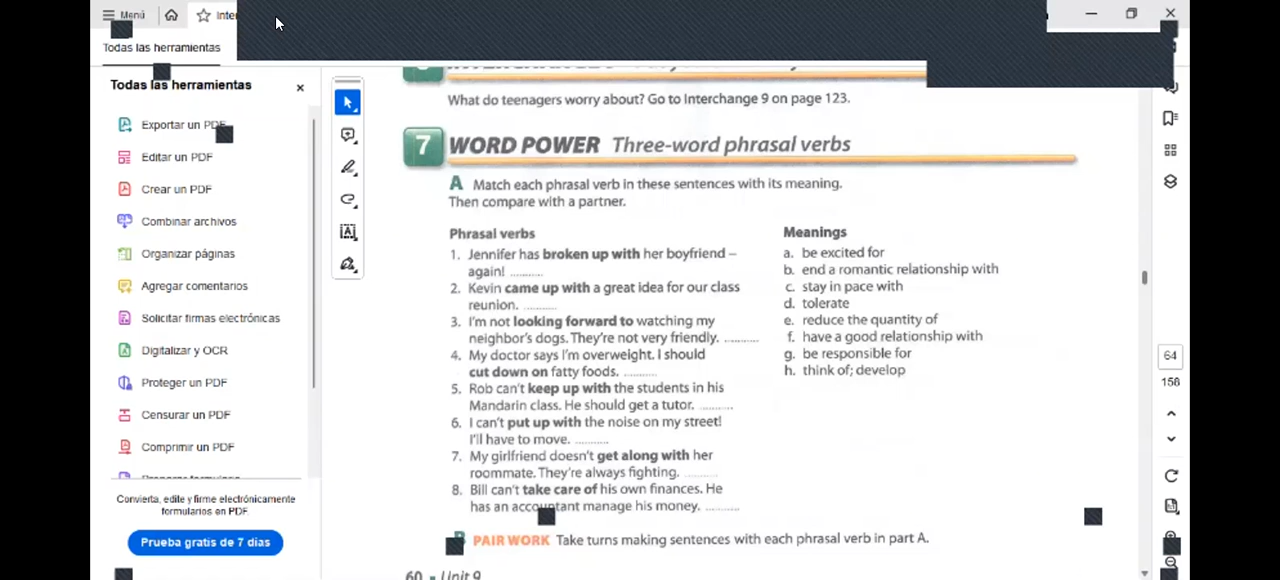 Menú
Todas las herramientas
Todas las herramientas
Exportar un PDF
Editar un PDF
Crear un PDF
Combinar archivos
Organizar páginas
Agregar comentarios
Solicitar firmas electrónicas
Digitalizar y OCR
Proteger un PDF
Censurar un PDF
Comprimir un PDF
Convierta, edite y firme electrónicamente
formularios en PDF.
Prueba gratis de 7 días
What do teenagers worry about? Go to Interchange 9 on page 123.
7 WORD POWER Three-word phrasal verbs
A Match each phrasal verb in these sentences with its meaning.
Then compare with a partner.
Phrasal verbs
1. Jennifer has broken up with her boyfriend –
again! ..........
2. Kevin came up with a great idea for our class
reunion. ..........
3. I'm not looking forward to watching my
neighbor's dogs. They're not very friendly. ..........
4. My doctor says I'm overweight. I should
cut down on fatty foods. ..........
5. Rob can't keep up with the students in his
Mandarin class. He should get a tutor. ..........
6. I can't put up with the noise on my street!
I'll have to move. ..........
7. My girlfriend doesn't get along with her
roommate. They're always fighting. ..........
8. Bill can't take care of his own finances. He
has an accountant manage his money. ..........
Meanings
a. be excited for
b. end a romantic relationship with
c. stay in pace with
d. tolerate
e. reduce the quantity of
f. have a good relationship with
g. be responsible for
h. think of; develop
PAIR WORK Take turns making sentences with each phrasal verb in part A.
60 ▪ Unit 9
64
158